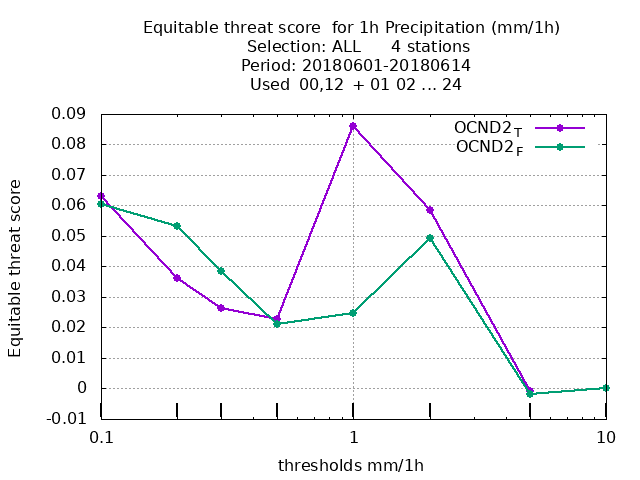 Equitable threat score  for 1h Precipitation (mm/1h)
Selection: ALL      4 stations
Period: 20180601-20180614
Used  00,12  + 01 02 ... 24
OCND2T
OCND2F
0.09
0.08
0.07
0.06
0.05
0.04
0.03
0.02
0.01
0
-0.01
Equitable threat score
0.1
1
10
thresholds mm/1h